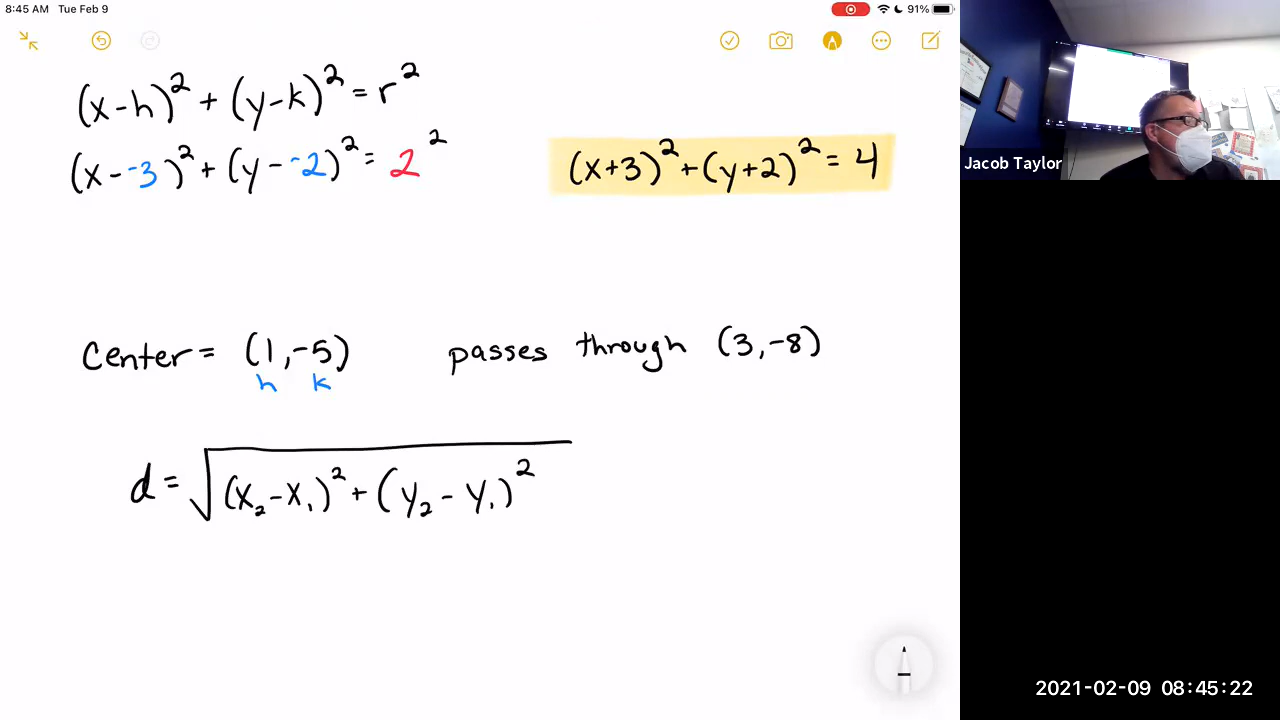 8:45 AM Tue Feb 9
91%
(x-h)² + (y-k)² = r²
(x - -3)² + (y - -2)² = 2²
(x+3)² + (y+2)² = 4
Jacob Taylor
Center = (1,-5) passes through (3,-8)
h k
d = √(x₂-x₁)² + (y₂-y₁)²
2021-02-09 08:45:22